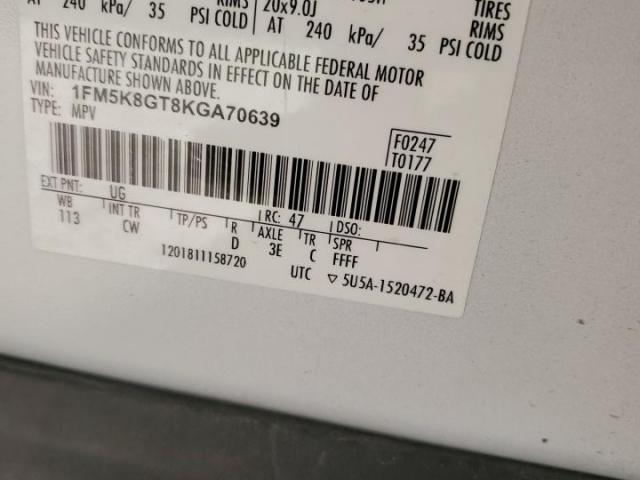 AT 240 kPa/ 35 PSI COLD
20x9.0J
TIRES
RIMS
AT 240 kPa/ 35 PSI COLD
THIS VEHICLE CONFORMS TO ALL APPLICABLE FEDERAL MOTOR
VEHICLE SAFETY STANDARDS IN EFFECT ON THE DATE OF
MANUFACTURE SHOWN ABOVE.
VIN: 1FM5K8GT8KGA70639
TYPE: MPV
F0247
T0177
EXT PNT: UG RC: 47 DSO:
WB INT TR TP/PS R AXLE TR SPR
113 CW D 3E C FFFF
1201811158720 UTC ▽ 5U5A-1520472-BA